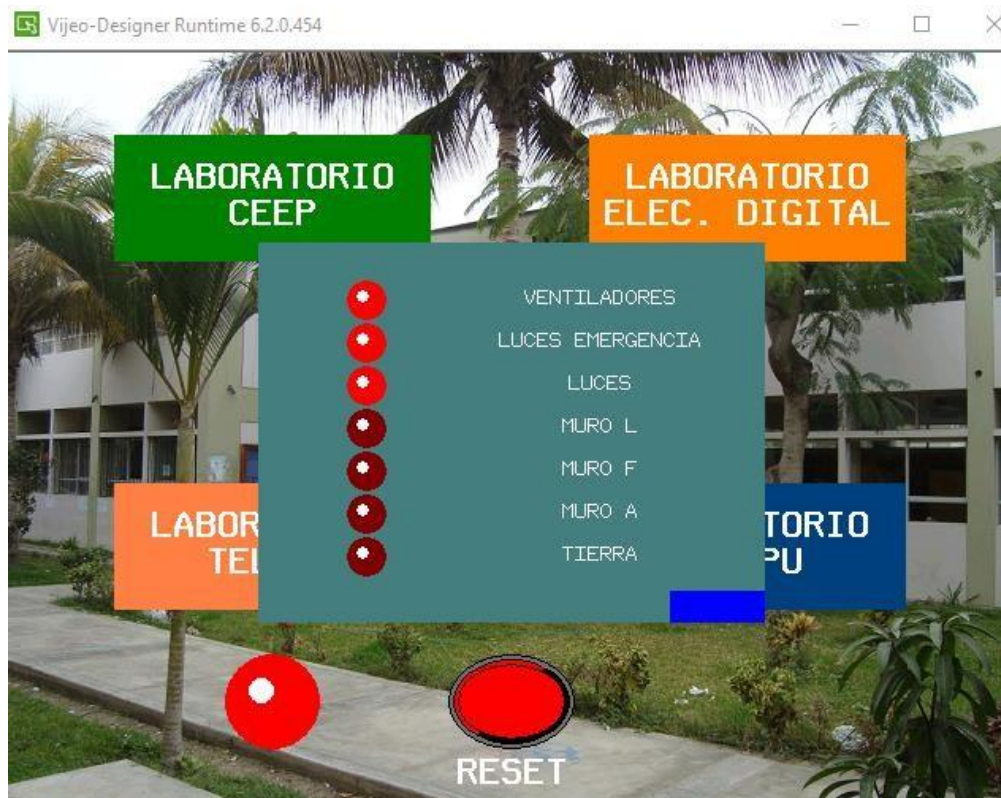 Vijeo-Designer Runtime 6.2.0.454
LABORATORIO
CEEP
LABORATORIO
ELEC. DIGITAL
VENTILADORES
LUCES EMERGENCIA
LUCES
MURO L
MURO F
MURO A
TIERRA
LABOR
TEL
TORIO
PU
RESET